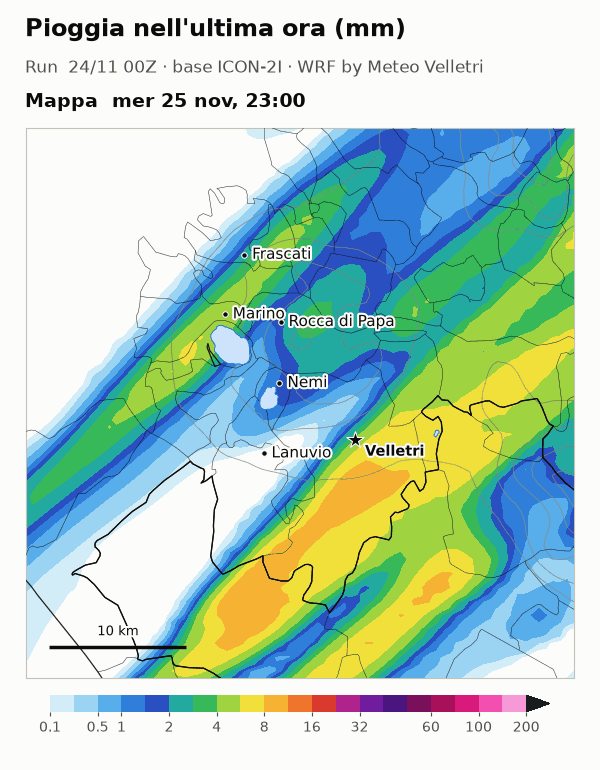 Pioggia nell'ultima ora (mm)
Run  24/11 00Z · base ICON-2I · WRF by Meteo Velletri
Mappa  mer 25 nov, 23:00
Frascati
Marino
Rocca di Papa
Nemi
Velletri
Lanuvio
10 km
0.1 0.5 1 2 4 8 16 32 60 100 200